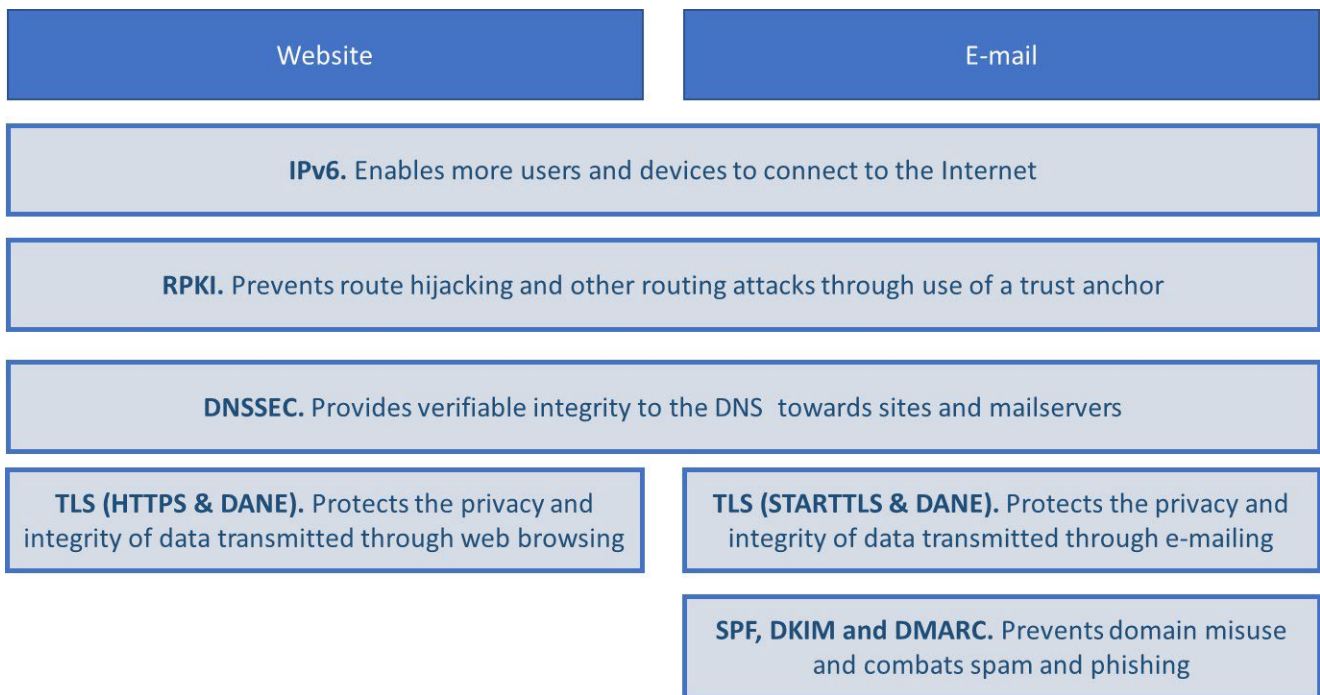 Website
E-mail
IPv6. Enables more users and devices to connect to the Internet
RPKI. Prevents route hijacking and other routing attacks through use of a trust anchor
DNSSEC. Provides verifiable integrity to the DNS  towards sites and mailservers
TLS (HTTPS & DANE). Protects the privacy and
integrity of data transmitted through web browsing
TLS (STARTTLS & DANE). Protects the privacy and
integrity of data transmitted through e-mailing
SPF, DKIM and DMARC. Prevents domain misuse
and combats spam and phishing